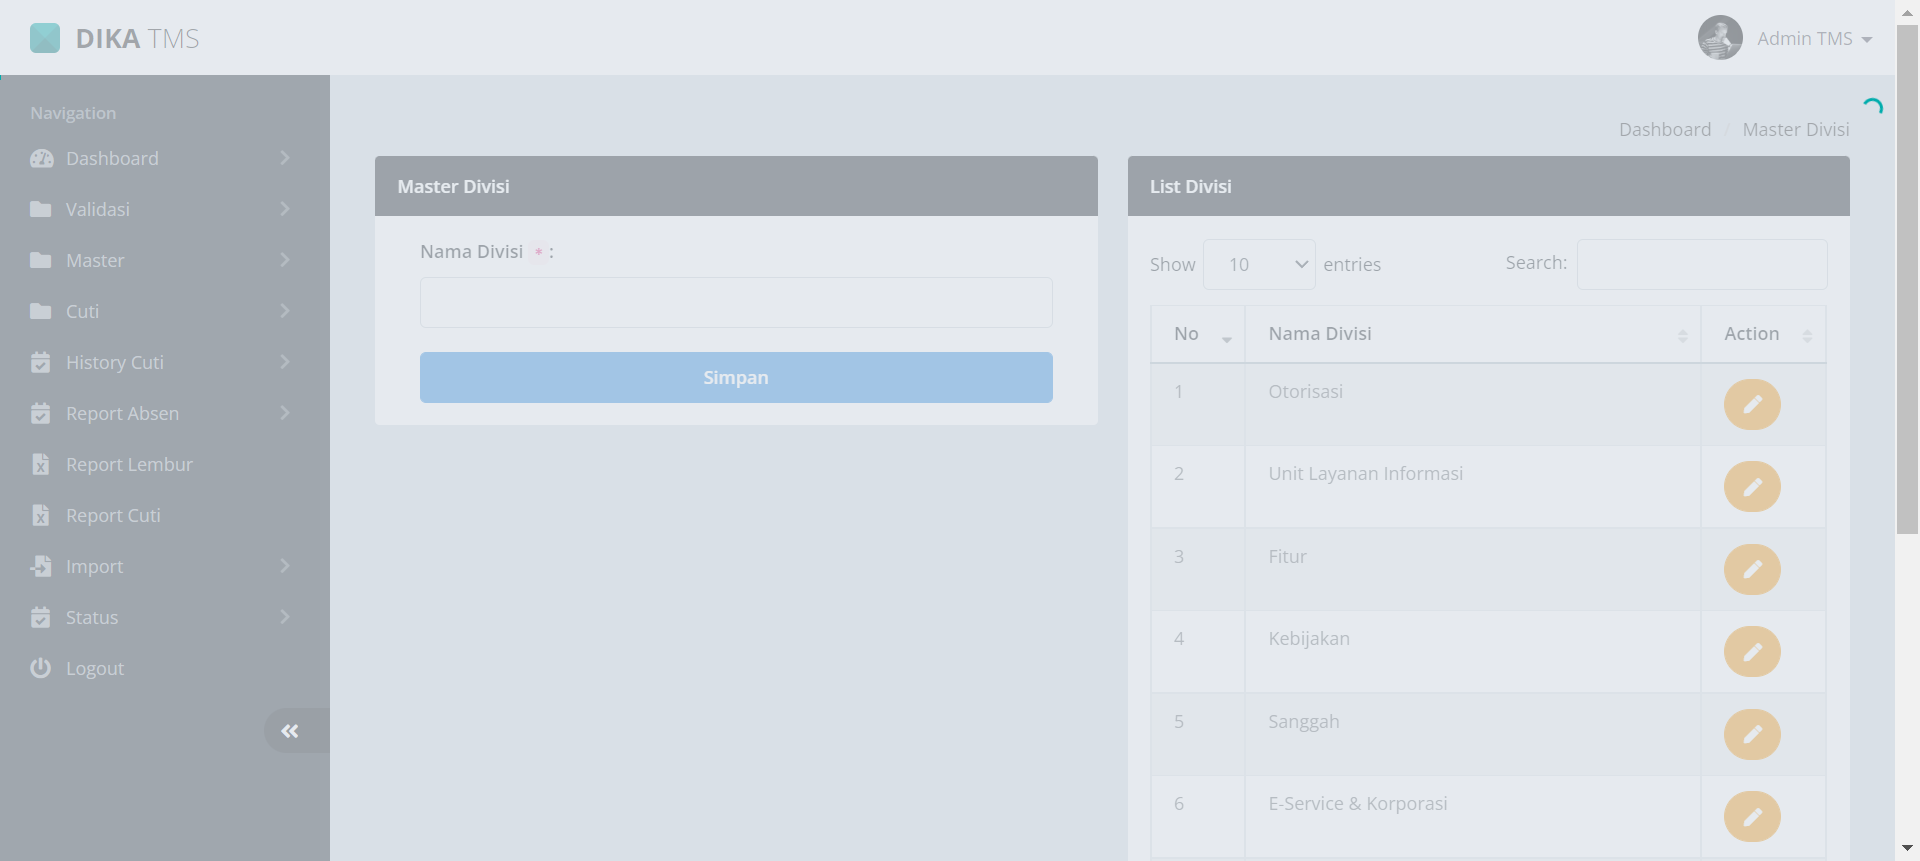 DIKA TMS
Admin TMS
Navigation
Dashboard
Validasi
Master
Cuti
History Cuti
Report Absen
Report Lembur
Report Cuti
Import
Status
Logout
Dashboard / Master Divisi
Master Divisi
Nama Divisi * :
Simpan
List Divisi
Show 10 entries
Search:
No Nama Divisi Action
1 Otorisasi
2 Unit Layanan Informasi
3 Fitur
4 Kebijakan
5 Sanggah
6 E-Service & Korporasi